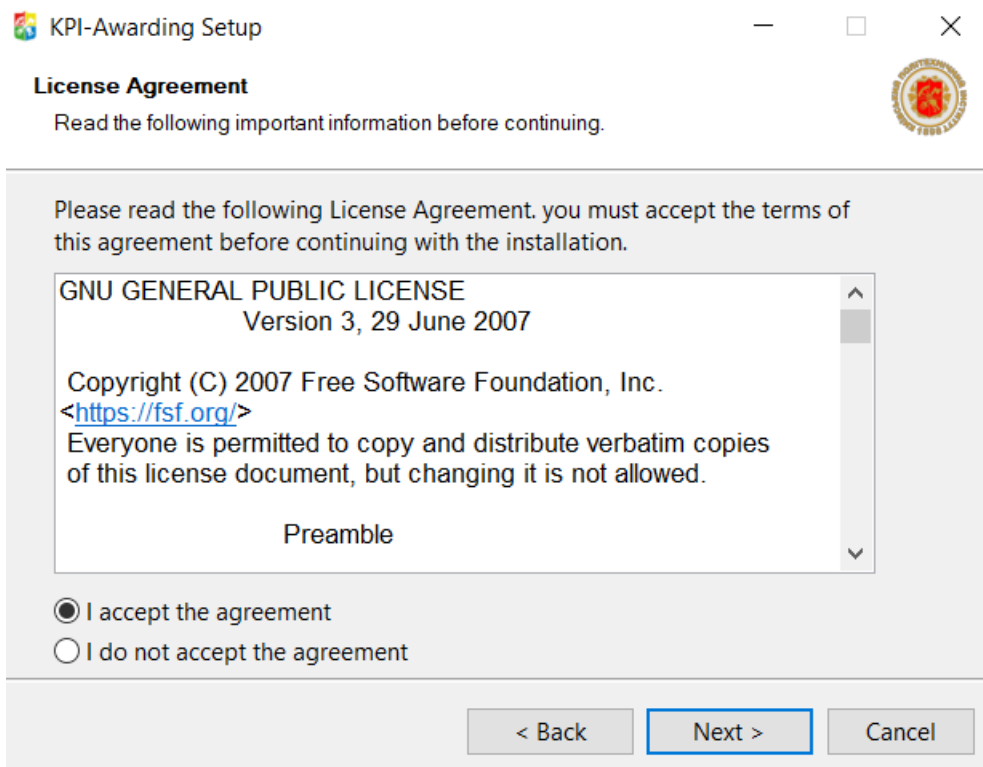 KPI-Awarding Setup
License Agreement
Read the following important information before continuing.
Please read the following License Agreement. you must accept the terms of
this agreement before continuing with the installation.
GNU GENERAL PUBLIC LICENSE
Version 3, 29 June 2007
Copyright (C) 2007 Free Software Foundation, Inc.
<https://fsf.org/>
Everyone is permitted to copy and distribute verbatim copies
of this license document, but changing it is not allowed.
Preamble
I accept the agreement
I do not accept the agreement
< Back
Next >
Cancel